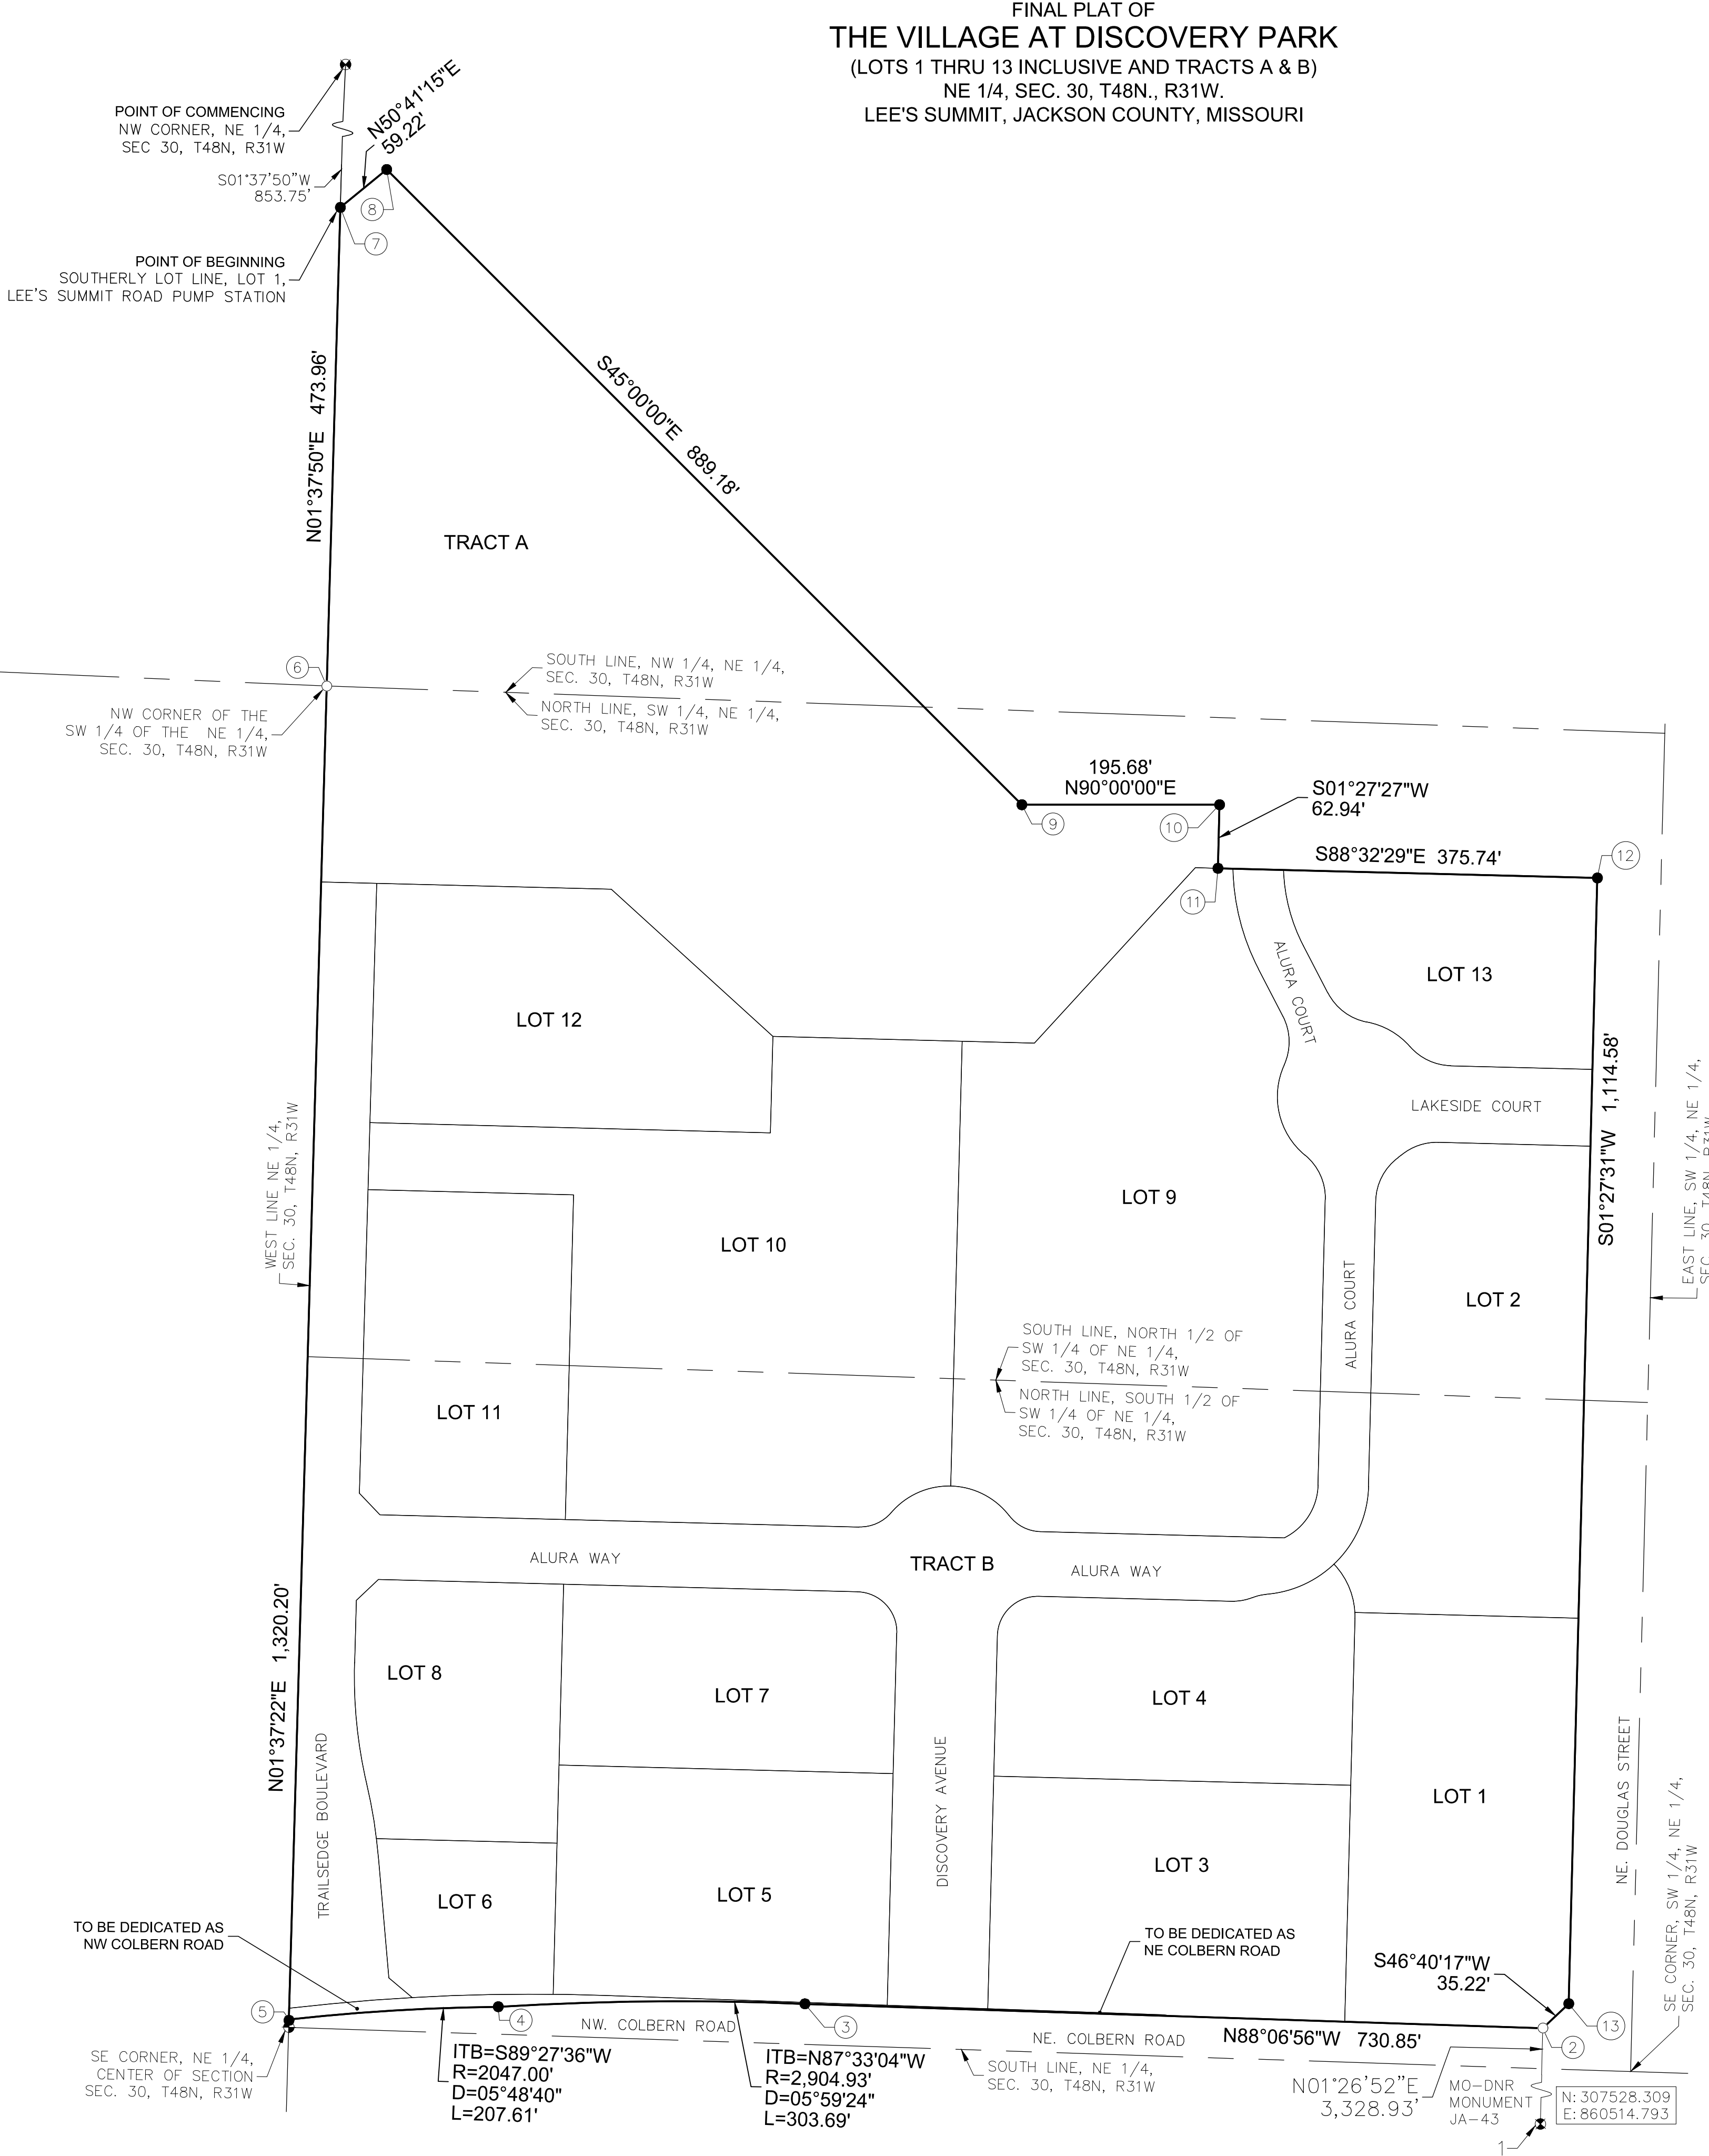 FINAL PLAT OF
THE VILLAGE AT DISCOVERY PARK
(LOTS 1 THRU 13 INCLUSIVE AND TRACTS A & B)
NE 1/4, SEC. 30, T48N., R31W.
LEE'S SUMMIT, JACKSON COUNTY, MISSOURI
POINT OF COMMENCING
NW CORNER, NE 1/4,
SEC 30, T48N, R31W
N50°41'15"E
59.22'
S01°37'50"W
853.75'
8
7
POINT OF BEGINNING
SOUTHERLY LOT LINE, LOT 1,
LEE'S SUMMIT ROAD PUMP STATION
N01°37'50"E 473.96'
S45°00'00"E 889.18'
TRACT A
6
SOUTH LINE, NW 1/4, NE 1/4,
SEC. 30, T48N, R31W
NORTH LINE, SW 1/4, NE 1/4,
SEC. 30, T48N, R31W
NW CORNER OF THE
SW 1/4 OF THE NE 1/4,
SEC. 30, T48N, R31W
195.68'
N90°00'00"E
S01°27'27"W
62.94'
9
10
S88°32'29"E 375.74'
12
11
ALURA COURT
LOT 13
LOT 12
S01°27'31"W 1,114.58'
LAKESIDE COURT
EAST LINE, SW 1/4, NE 1/4,
SEC. 30, T48N, R31W
WEST LINE NE 1/4,
SEC. 30, T48N, R31W
LOT 9
LOT 10
LOT 2
ALURA COURT
SOUTH LINE, NORTH 1/2 OF
SW 1/4 OF NE 1/4,
SEC. 30, T48N, R31W
NORTH LINE, SOUTH 1/2 OF
SW 1/4 OF NE 1/4,
SEC. 30, T48N, R31W
LOT 11
ALURA WAY
TRACT B
ALURA WAY
N01°37'22"E 1,320.20'
LOT 8
LOT 7
LOT 4
TRAILSEDGE BOULEVARD
DISCOVERY AVENUE
NE. DOUGLAS STREET
LOT 1
SE CORNER, SW 1/4, NE 1/4,
SEC. 30, T48N, R31W
LOT 3
LOT 6
LOT 5
TO BE DEDICATED AS
NW COLBERN ROAD
TO BE DEDICATED AS
NE COLBERN ROAD
S46°40'17"W
35.22'
5
4
3
13
2
NW. COLBERN ROAD
NE. COLBERN ROAD
N88°06'56"W 730.85'
SE CORNER, NE 1/4,
CENTER OF SECTION
SEC. 30, T48N, R31W
ITB=S89°27'36"W
R=2047.00'
D=05°48'40"
L=207.61'
ITB=N87°33'04"W
R=2,904.93'
D=05°59'24"
L=303.69'
SOUTH LINE, NE 1/4,
SEC. 30, T48N, R31W
N01°26'52"E
3,328.93'
MO-DNR
MONUMENT
JA-43
N: 307528.309
E: 860514.793
1